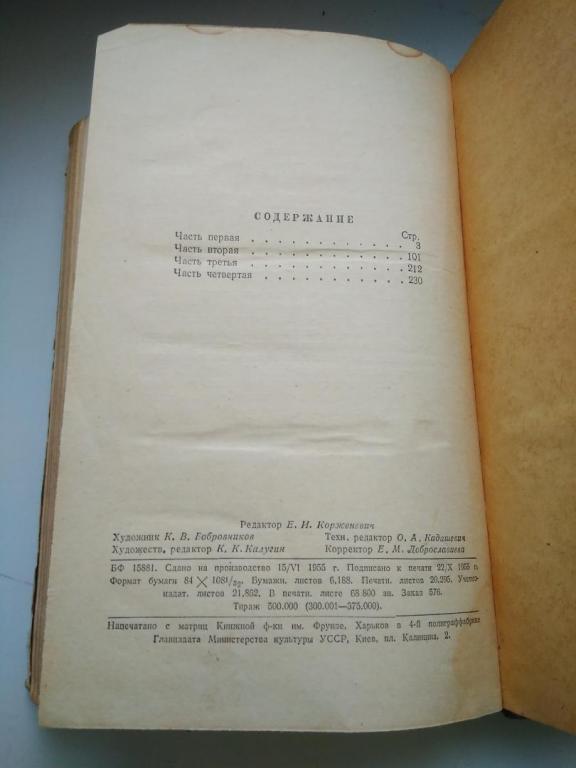 СОДЕРЖАНИЕ
Стр.
Часть первая . . . . . . . . . . . . . 3
Часть вторая . . . . . . . . . . . . . 101
Часть третья . . . . . . . . . . . . . 212
Часть четвертая . . . . . . . . . . . . 230
Редактор Е. И. Корженевич
Художник К. В. Бобровников Техн. редактор О. А. Кадашевич
Художеств. редактор К. К. Калугин Корректор Е. М. Доброславцева
БФ 15881. Сдано на производство 15/VI 1955 г. Подписано к печати 22/X 1955 г.
Формат бумаги 84 × 108 1/32. Бумажн. листов 6,188. Печатн. листов 20,295. Учетно-
издат. листов 21,862. В печатн. листе 68 800 зн. Заказ 576.
Тираж 500.000 (300.001—375.000).
Напечатано с матриц Книжной ф-ки им. Фрунзе, Харьков в 4-й полиграффабрике
Главиздата Министерства культуры УССР, Киев, пл. Калинина, 2.